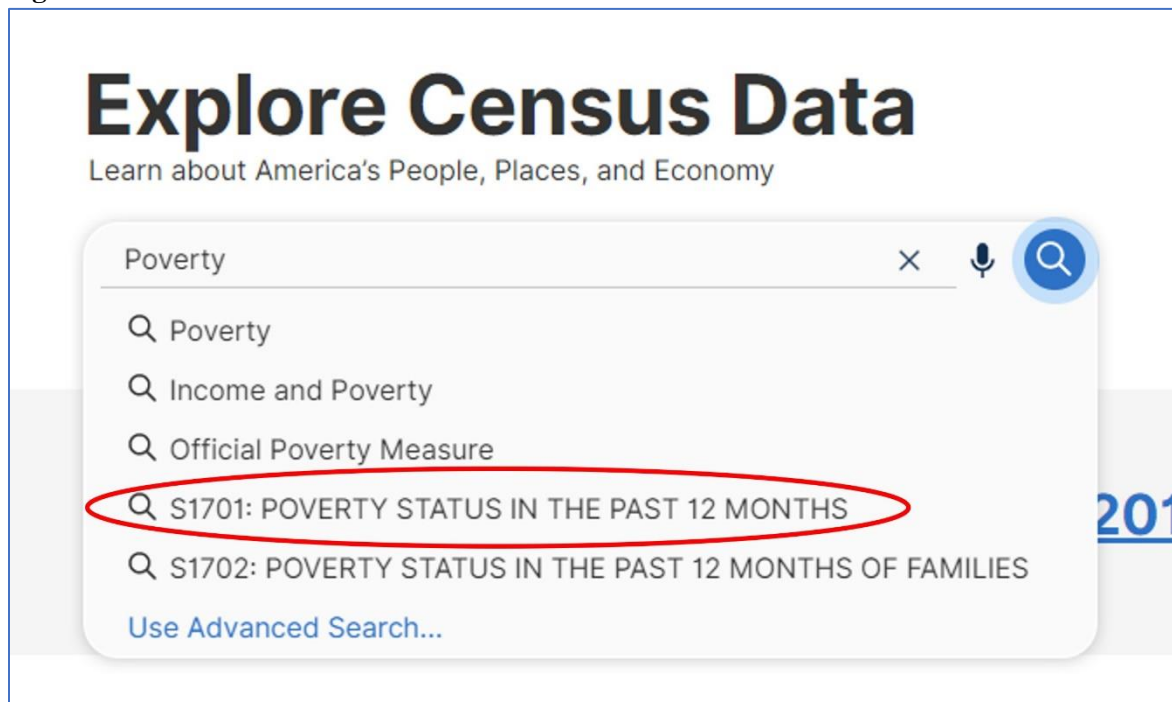 Explore Census Data
Learn about America's People, Places, and Economy
Poverty
Poverty
Income and Poverty
Official Poverty Measure
S1701: POVERTY STATUS IN THE PAST 12 MONTHS
201
S1702: POVERTY STATUS IN THE PAST 12 MONTHS OF FAMILIES
Use Advanced Search...